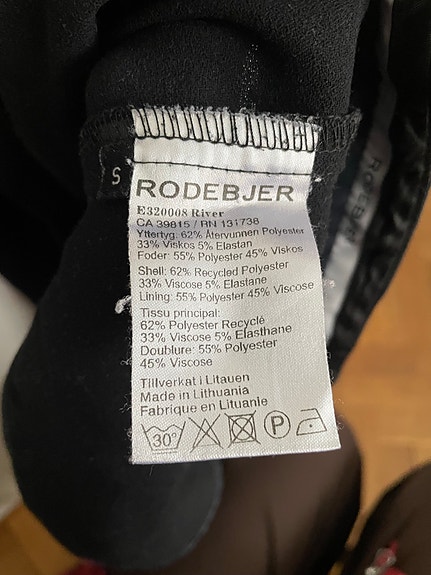 S
RODEBJER
E320008 River
CA 39815 / RN 131738
Yttertyg: 62% Återvunnen Polyester
33% Viskos 5% Elastan
Foder: 55% Polyester 45% Viskos
Shell: 62% Recycled Polyester
33% Viscose 5% Elastane
Lining: 55% Polyester 45% Viscose
Tissu principal:
62% Polyester Recyclé
33% Viscose 5% Elasthane
Doublure: 55% Polyester
45% Viscose
Tillverkat i Litauen
Made in Lithuania
Fabrique en Lituanie
30° P
RODEBJ